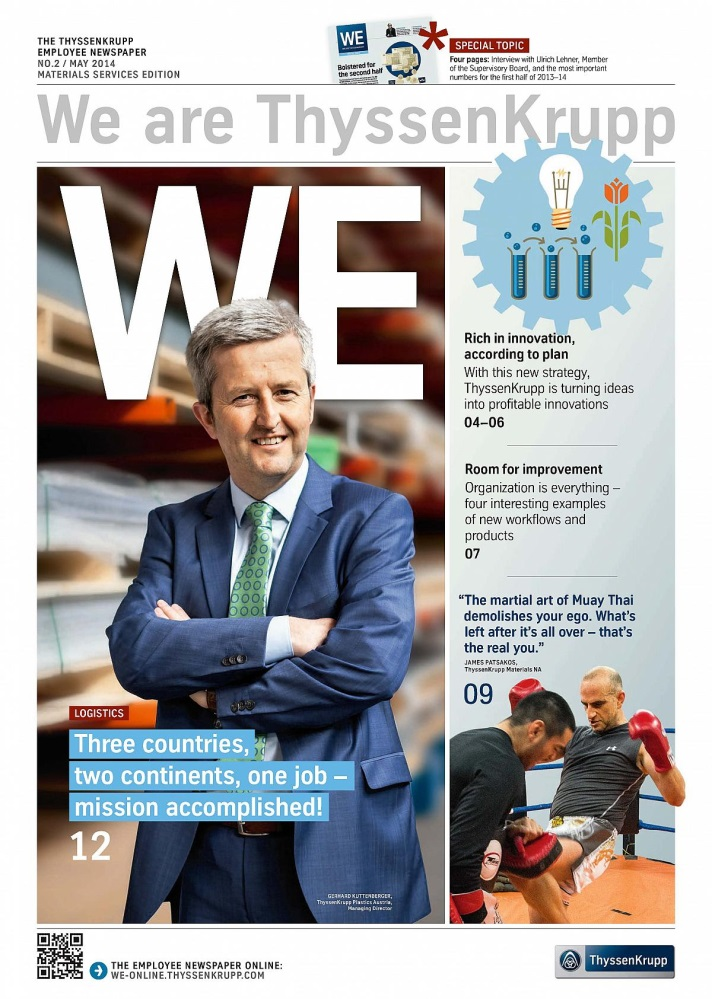 THE THYSSENKRUPP
EMPLOYEE NEWSPAPER
NO.2 / MAY 2014
MATERIALS SERVICES EDITION
WE
Bolstered for
the second half
SPECIAL TOPIC
Four pages: Interview with Ulrich Lehner, Member
of the Supervisory Board, and the most important
numbers for the first half of 2013–14
We are ThyssenKrupp
WE
Rich in innovation,
according to plan
With this new strategy,
ThyssenKrupp is turning ideas
into profitable innovations
04–06
Room for improvement
Organization is everything –
four interesting examples
of new workflows and
products
07
“The martial art of Muay Thai
demolishes your ego. What’s
left after it’s all over – that’s
the real you.”
JAMES PATSAKOS,
ThyssenKrupp Materials NA
09
LOGISTICS
Three countries,
two continents, one job –
mission accomplished!
12
GERHARD KUTTENBERGER,
ThyssenKrupp Plastics Austria,
Managing Director
THE EMPLOYEE NEWSPAPER ONLINE:
WE-ONLINE.THYSSENKRUPP.COM
ThyssenKrupp